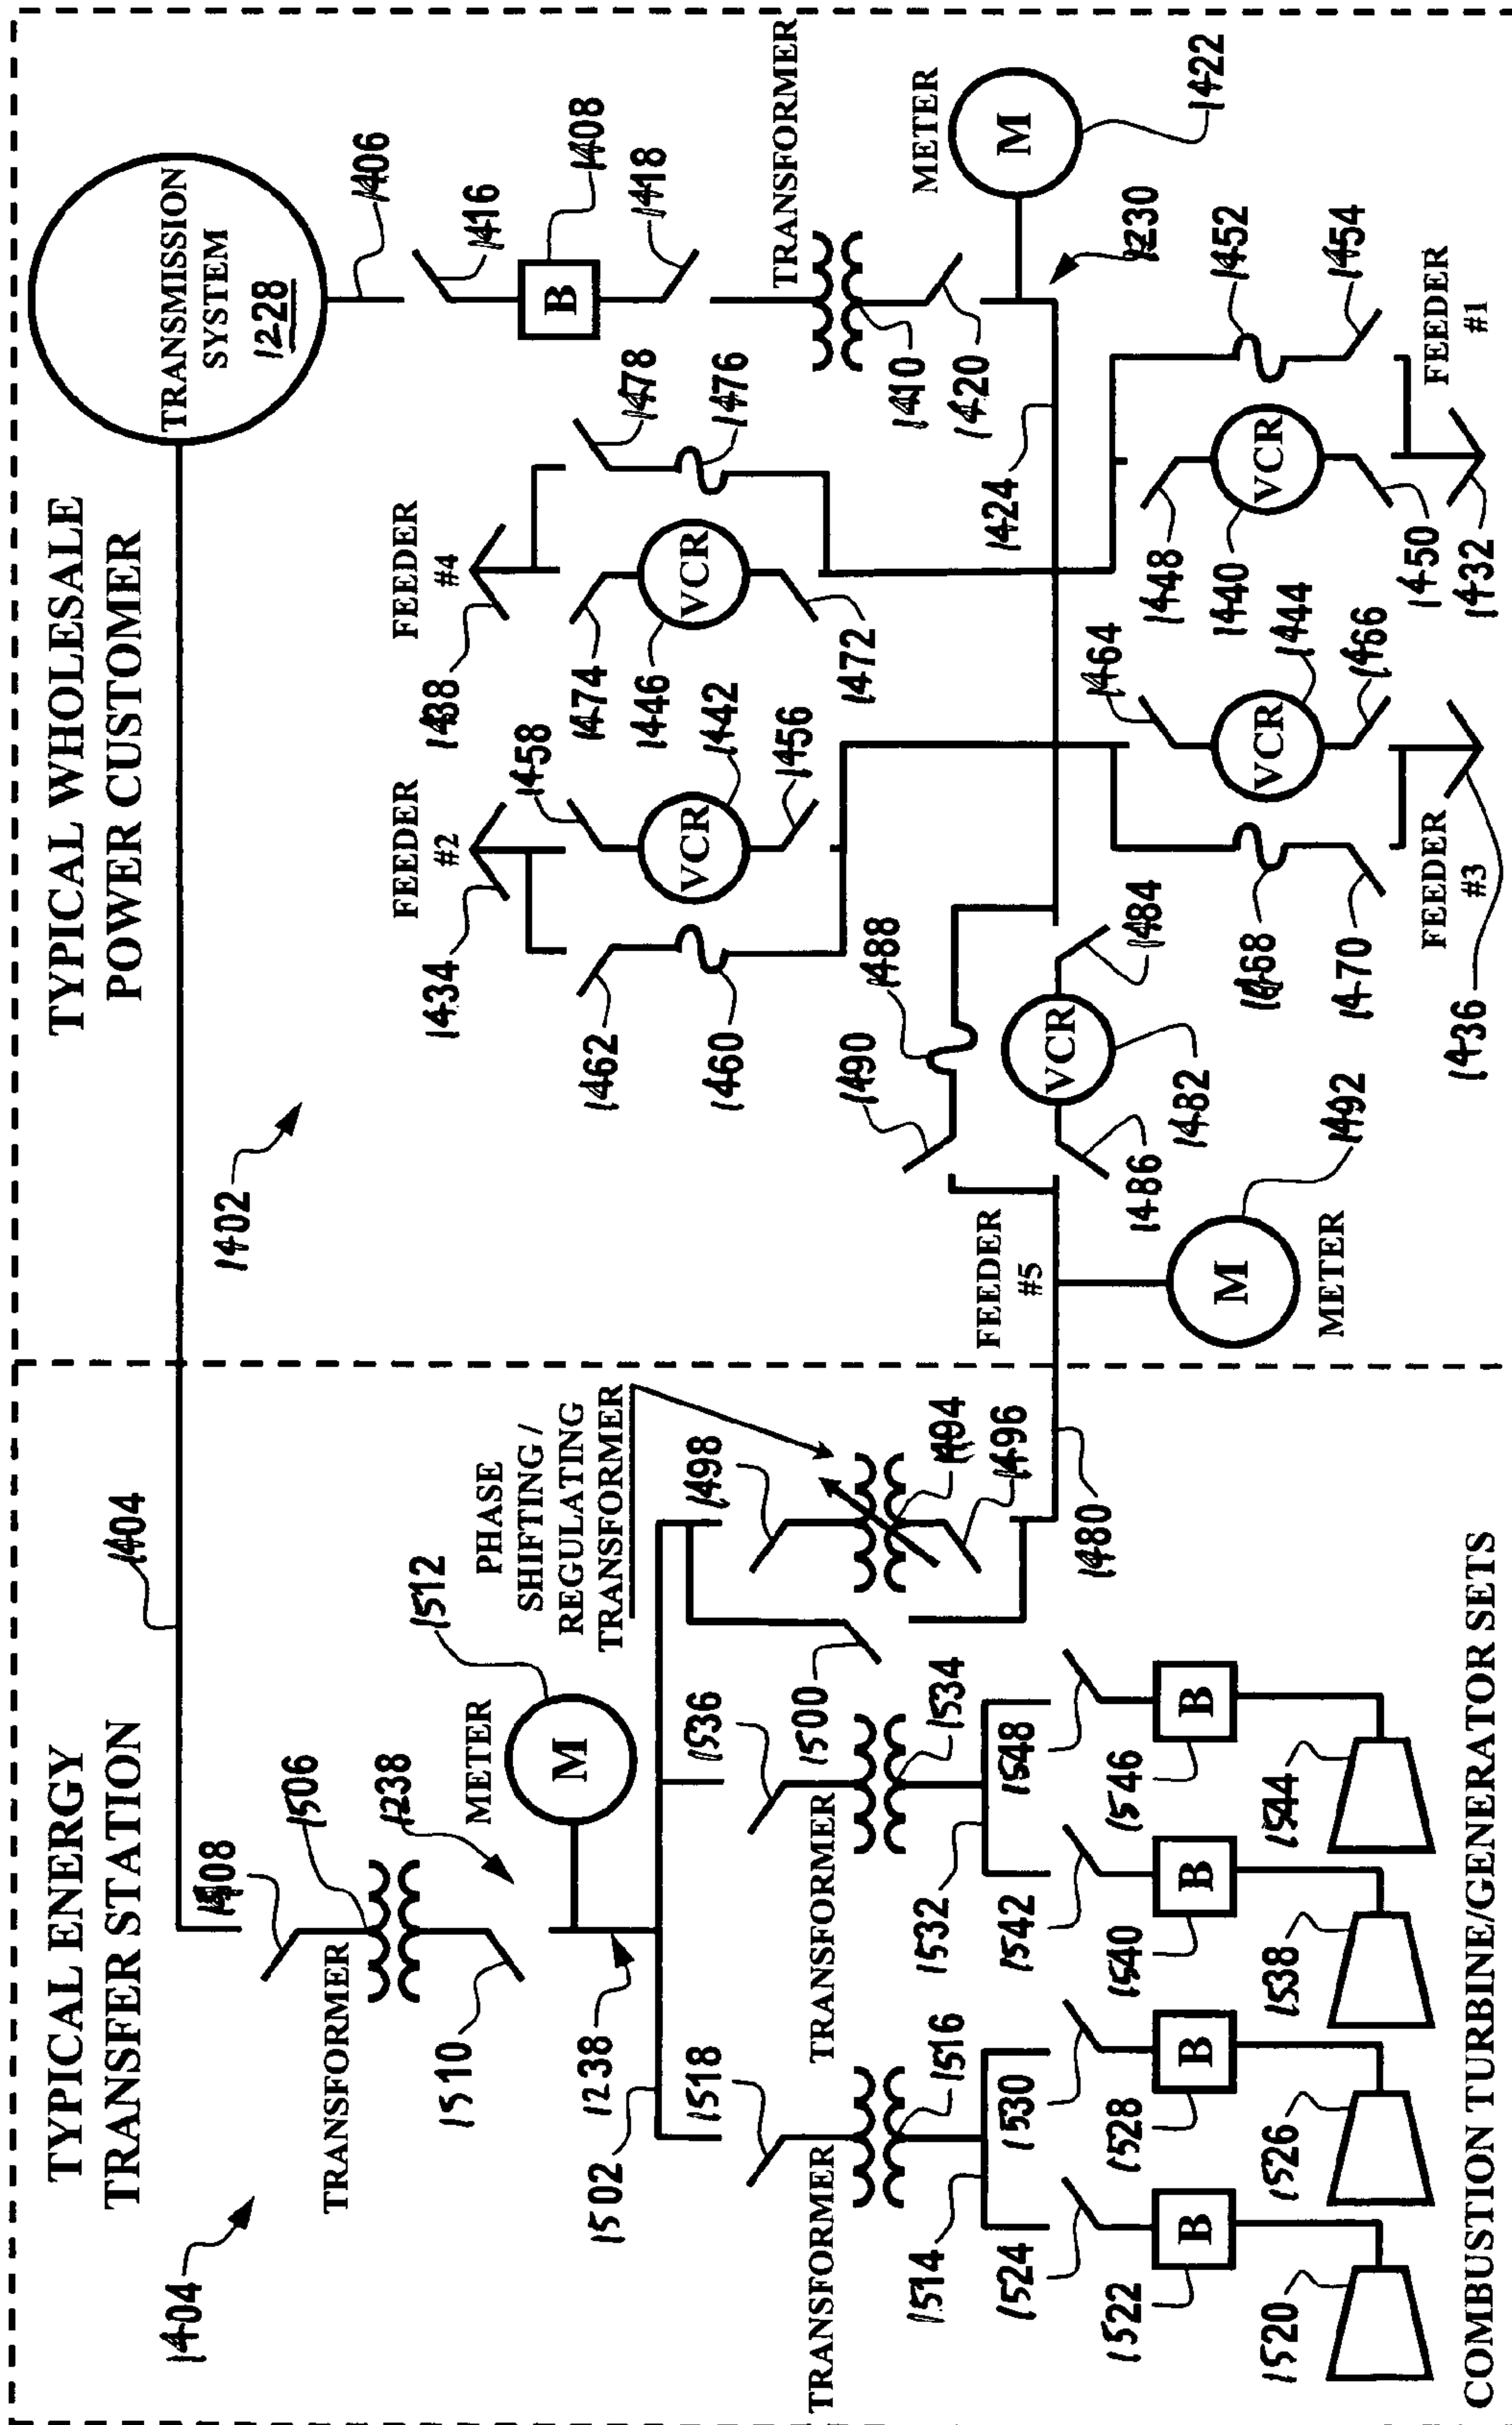 TYPICAL ENERGY
TRANSFER STATION
1404
1404
1506
TRANSFORMER
1238
1510
METER
M
1512
1238
1502
PHASE
SHIFTING /
REGULATING
TRANSFORMER
1498
1494
1496
1480
1500
1518
1536
TRANSFORMER
1516
TRANSFORMER
1534
1514
1532
1524
1530
1542
1548
1522
B
1528
B
1540
B
1546
B
1520
1526
1538
1544
COMBUSTION TURBINE/GENERATOR SETS
TYPICAL WHOLESALE
POWER CUSTOMER
1402
TRANSMISSION
SYSTEM
1228
1406
1416
B
1408
1418
TRANSFORMER
1410
1420
METER
M
1422
1230
1424
FEEDER
#2
1434
1458
VCR
1442
1456
1462
1460
FEEDER
#4
1438
1474
VCR
1446
1472
1478
1476
1488
1490
VCR
1484
1482
1486
FEEDER
#5
M
METER
1492
1464
VCR
1444
1466
1468
1470
FEEDER
#3
1436
1448
VCR
1440
1450
1432
1452
1454
FEEDER
#1